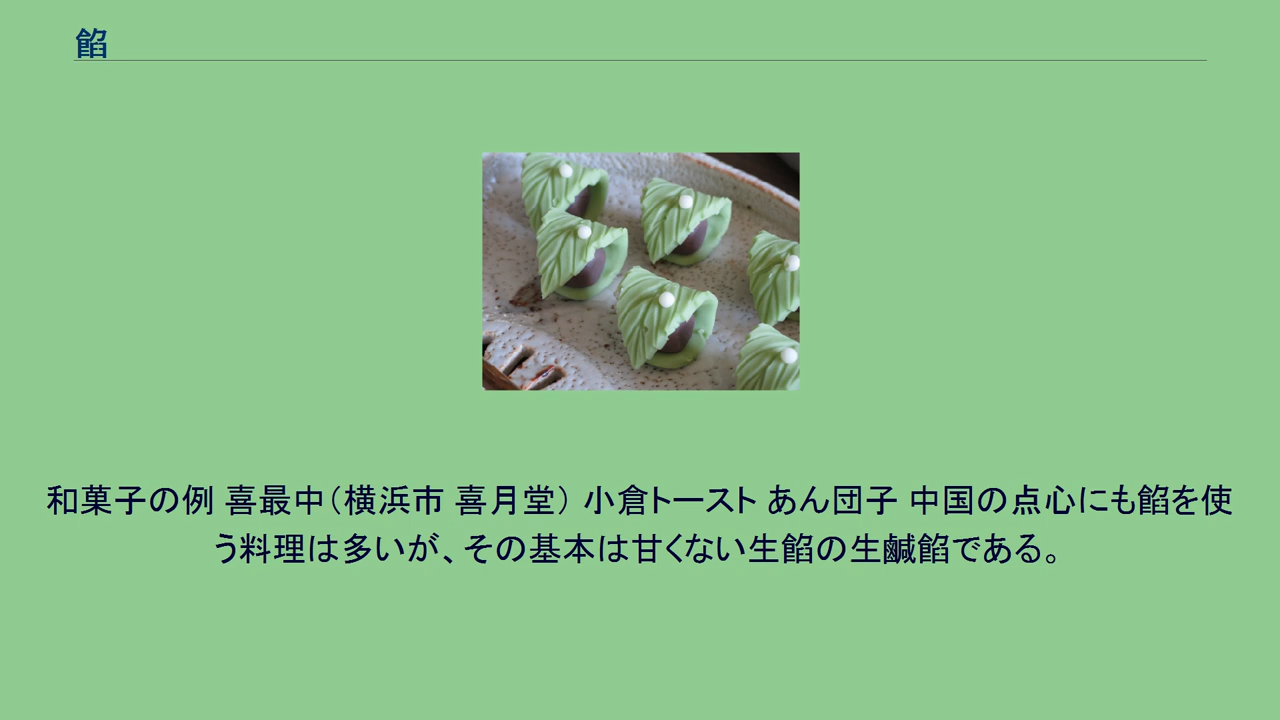 餡
和菓子の例 喜最中（横浜市 喜月堂） 小倉トースト あん団子 中国の点心にも餡を使
う料理は多いが、その基本は甘くない生餡の生鹹餡である。